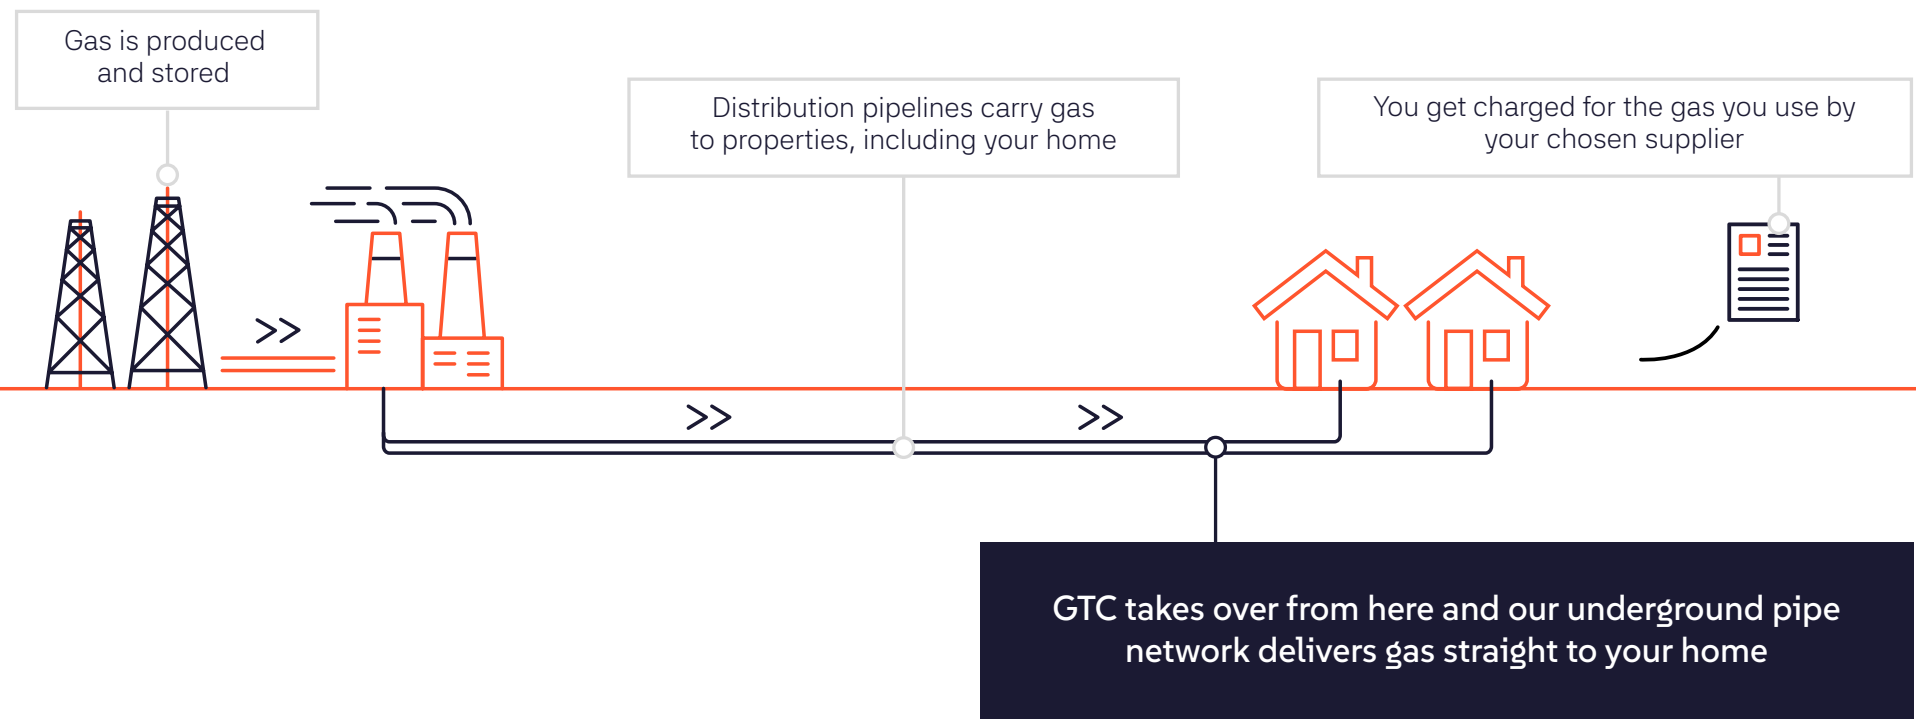 Gas is produced
and stored
Distribution pipelines carry gas
to properties, including your home
You get charged for the gas you use by
your chosen supplier
GTC takes over from here and our underground pipe
network delivers gas straight to your home